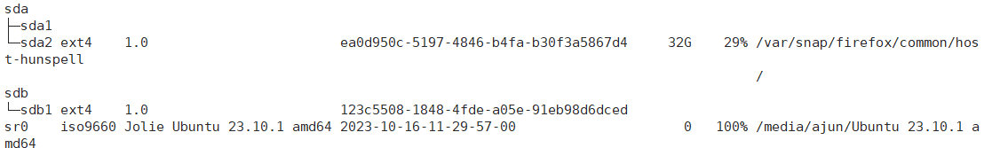 sda
├─sda1
└─sda2 ext4    1.0                        ea0d950c-5197-4846-b4fa-b30f3a5867d4     32G    29% /var/snap/firefox/common/hos
t-hunspell
/
sdb
└─sdb1 ext4    1.0                        123c5508-1848-4fde-a05e-91eb98d6dced
sr0    iso9660 Jolie Ubuntu 23.10.1 amd64 2023-10-16-11-29-57-00                     0   100% /media/ajun/Ubuntu 23.10.1 a
md64